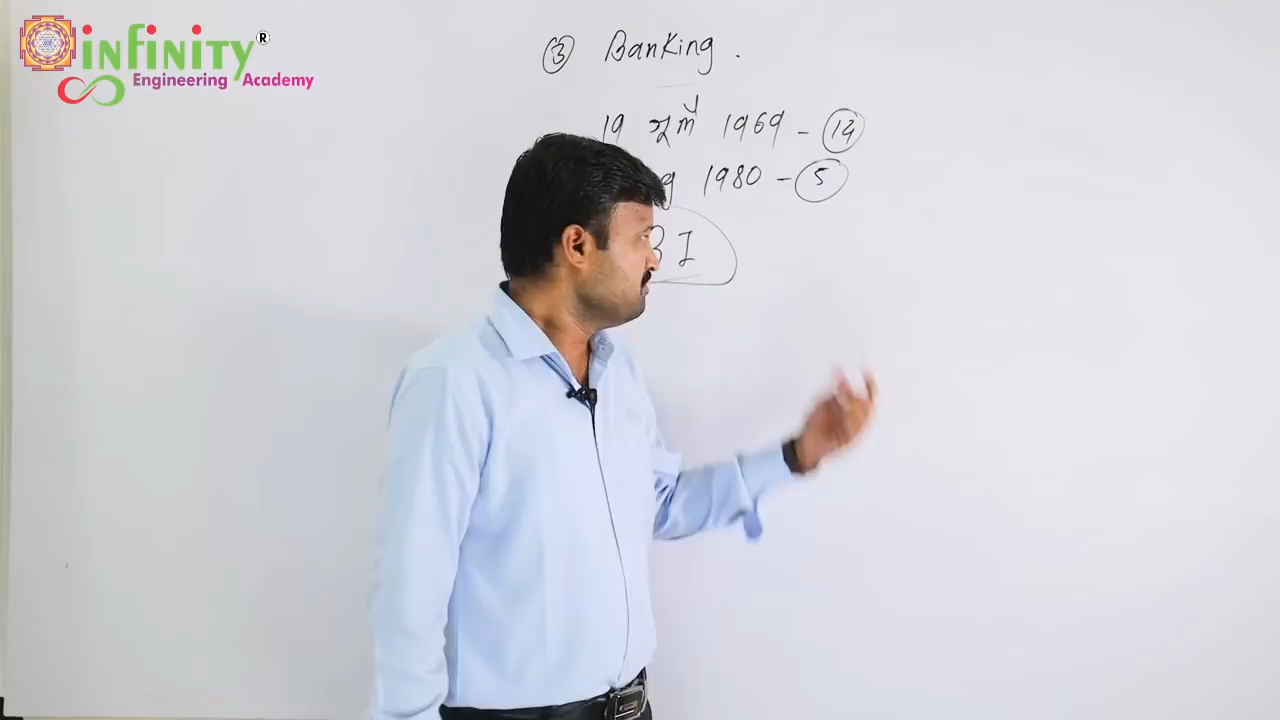 infinity®
Engineering Academy
③ Banking .
19 1969 - ⑭
1980 - ⑤
I